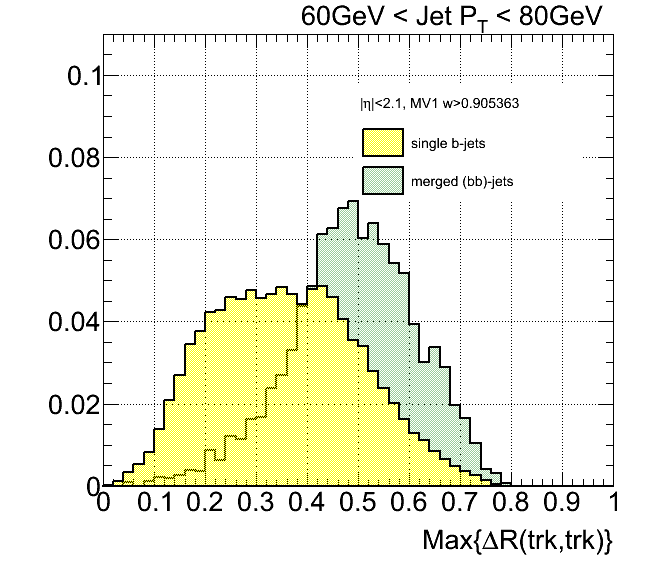 60GeV < Jet P_T < 80GeV
0.1
|η|<2.1, MV1 w>0.905363
single b-jets
0.08
merged (bb)-jets
0.06
0.04
0.02
0
0 0.1 0.2 0.3 0.4 0.5 0.6 0.7 0.8 0.9 1
Max{ΔR(trk,trk)}